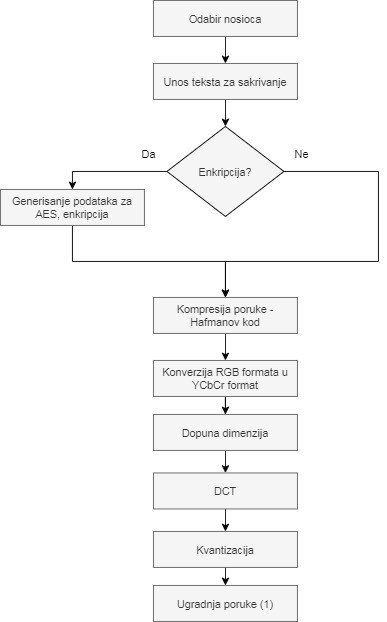 Odabir nosioca
Unos teksta za sakrivanje
Da
Ne
Enkripcija?
Generisanje podataka za
AES, enkripcija
Kompresija poruke -
Hafmanov kod
Konverzija RGB formata u
YCbCr format
Dopuna dimenzija
DCT
Kvantizacija
Ugradnja poruke (1)